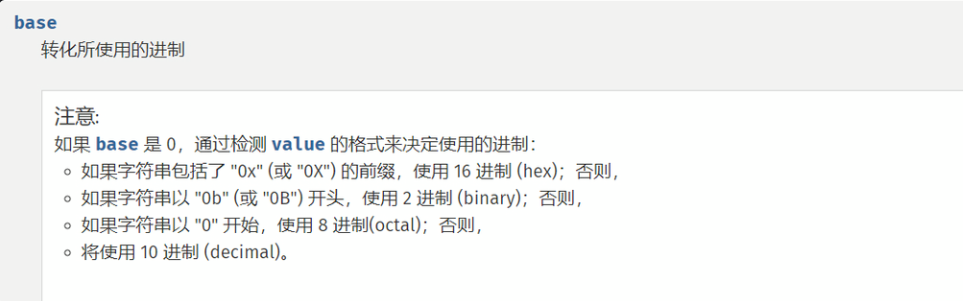 base
转化所使用的进制
注意:
如果 base 是 0，通过检测 value 的格式来决定使用的进制：
如果字符串包括了 "0x" (或 "0X") 的前缀，使用 16 进制 (hex)；否则，
如果字符串以 "0b" (或 "0B") 开头，使用 2 进制 (binary)；否则，
如果字符串以 "0" 开始，使用 8 进制(octal)；否则，
将使用 10 进制 (decimal)。